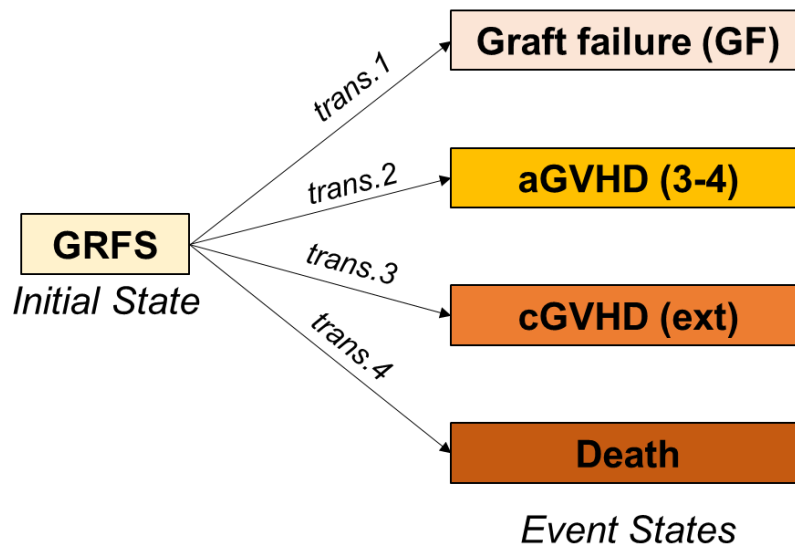 Graft failure (GF)
trans.1
aGVHD (3-4)
trans.2
GRFS
Initial State
trans.3
cGVHD (ext)
trans.4
Death
Event States